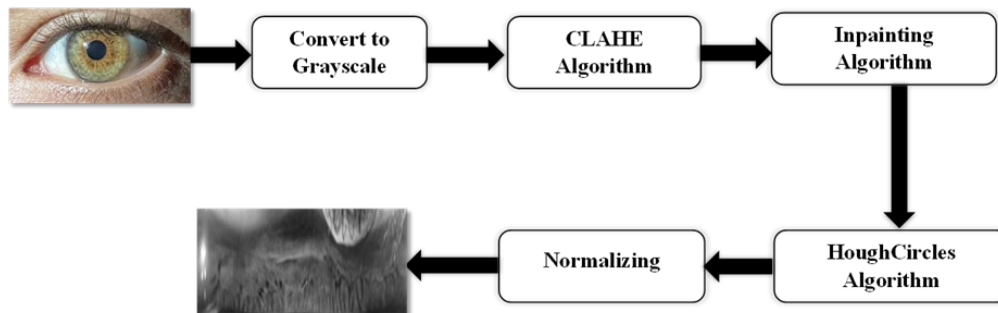 Convert to
Grayscale
CLAHE
Algorithm
Inpainting
Algorithm
HoughCircles
Algorithm
Normalizing